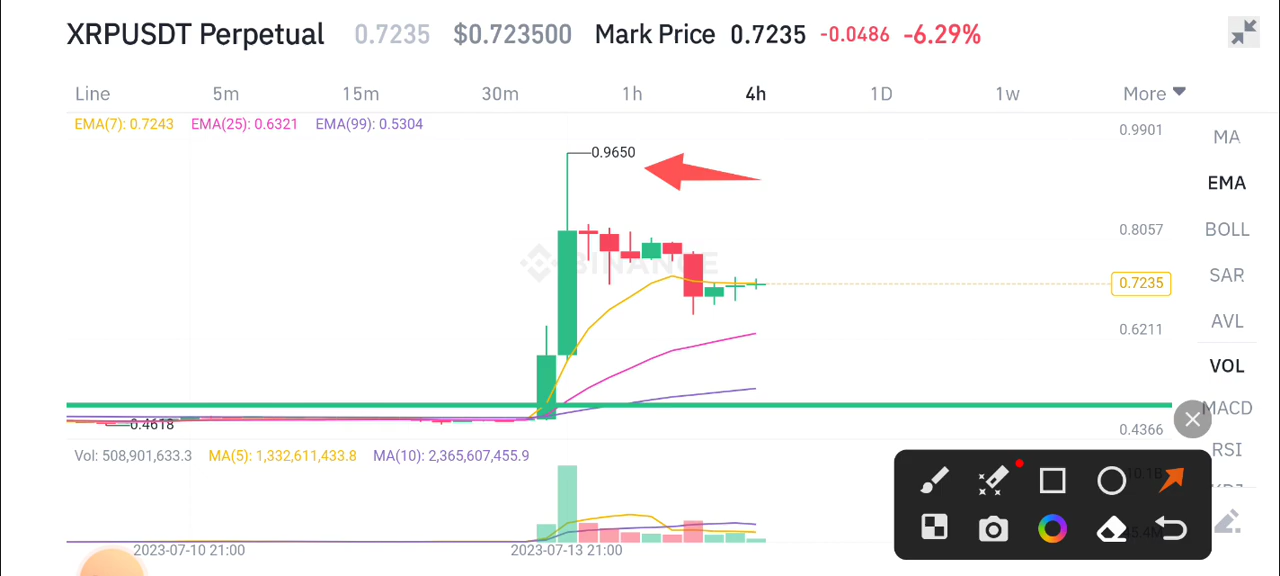 XRPUSDT Perpetual 0.7235 $0.723500 Mark Price 0.7235 -0.0486 -6.29%
Line 5m 15m 30m 1h 4h 1D 1w More
EMA(7): 0.7243 EMA(25): 0.6321 EMA(99): 0.5304
0.9901
MA
0.9650
EMA
0.8057
BOLL
BINANCE
SAR
0.7235
0.6211
AVL
VOL
MACD
0.4618
0.4366
RSI
Vol: 508,901,633.3 MA(5): 1,332,611,433.8 MA(10): 2,365,607,455.9
2023-07-10 21:00 2023-07-13 21:00